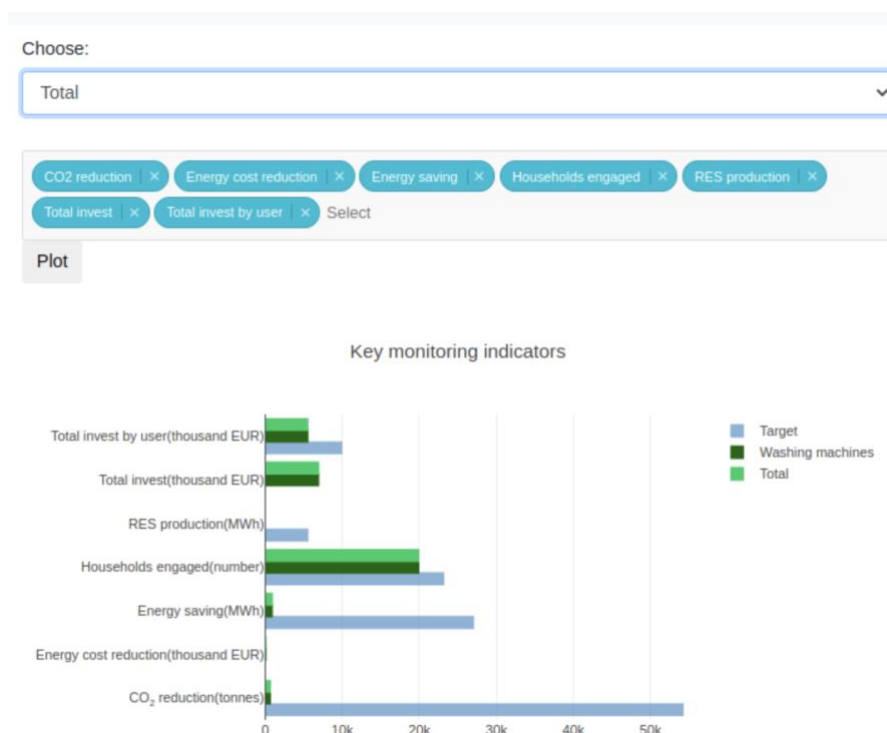 Choose:
Total
CO2 reduction × Energy cost reduction × Energy saving × Households engaged × RES production ×
Total invest × Total invest by user × Select
Plot
Key monitoring indicators
Total invest by user(thousand EUR)
Total invest(thousand EUR)
RES production(MWh)
Households engaged(number)
Energy saving(MWh)
Energy cost reduction(thousand EUR)
CO₂ reduction(tonnes)
0 10k 20k 30k 40k 50k
Target
Washing machines
Total